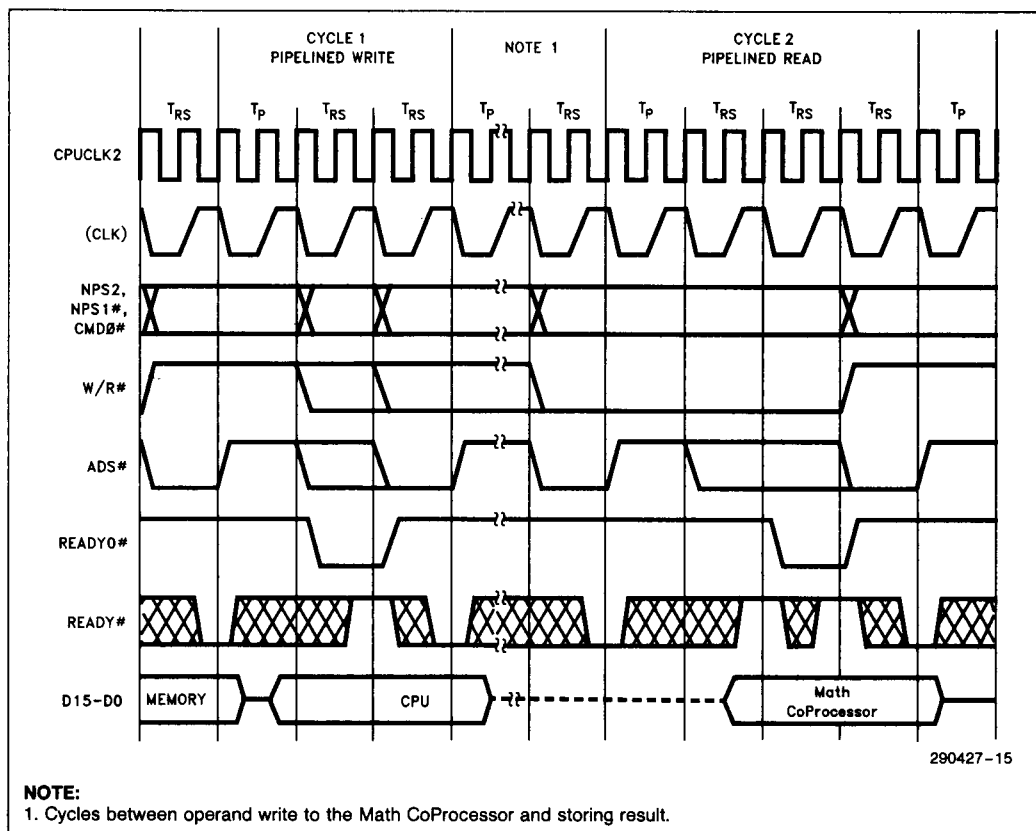 CYCLE 1
PIPELINED WRITE
NOTE 1
CYCLE 2
PIPELINED READ
TRS TP TRS TRS TP TRS TP TRS TRS TRS TP
CPUCLK2
(CLK)
NPS2,
NPS1#,
CMDØ#
W/R#
ADS#
READYO#
READY#
D15-D0 MEMORY CPU Math
CoProcessor
290427-15
NOTE:
1. Cycles between operand write to the Math CoProcessor and storing result.